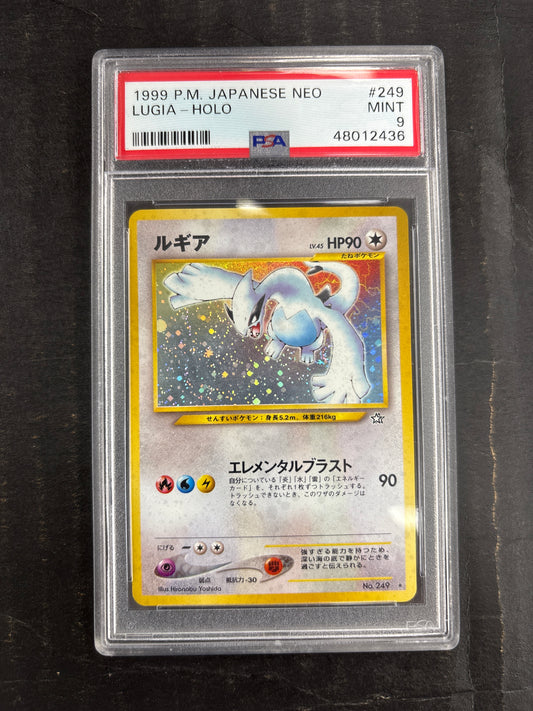 1999 P.M. JAPANESE NEO #249
LUGIA - HOLO MINT
9
PSA 48012436
ルギア LV.45 HP90
たねポケモン
せんすいポケモン：身長5.2m、体重216kg
エレメンタルブラスト
90
自分についている「炎」「水」「雷」の「エネルギー
カード」を、それぞれ1枚ずつトラッシュする。
トラッシュできないとき、このワザのダメージは
なくなる。
にげる
弱点 抵抗力-30
強すぎる能力を持つため、
深い海の底で静かにときを
過ごすと伝えられる。
Illus. Hironobu Yoshida
No. 249